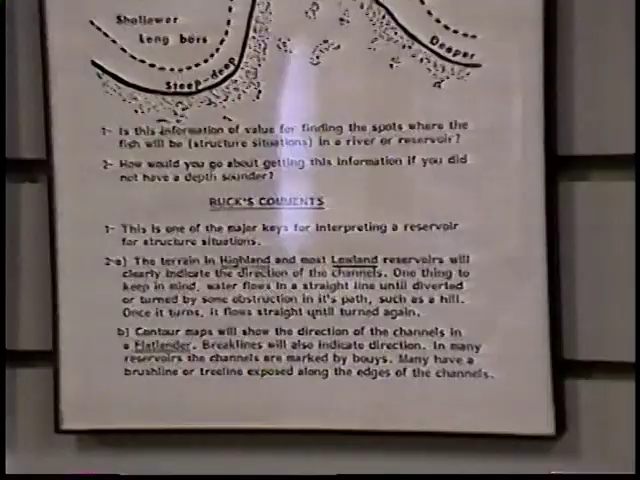 Shallower
Long bars
Steep-deep
Deeper
1- Is this information of value for finding the spots where the
fish will be (structure situations) in a river or reservoir?
2- How would you go about getting this information if you did
not have a depth sounder?
BUCK'S COMMENTS
1- This is one of the major keys for interpreting a reservoir
for structure situations.
2-a) The terrain in Highland and most Lowland reservoirs will
clearly indicate the direction of the channels. One thing to
keep in mind, water flows in a straight line until diverted
or turned by some obstruction in it's path, such as a hill.
Once it turns, it flows straight until turned again.
b) Contour maps will show the direction of the channels in
a Flatlander. Breaklines will also indicate direction. In many
reservoirs the channels are marked by bouys. Many have a
brushline or treeline exposed along the edges of the channels.